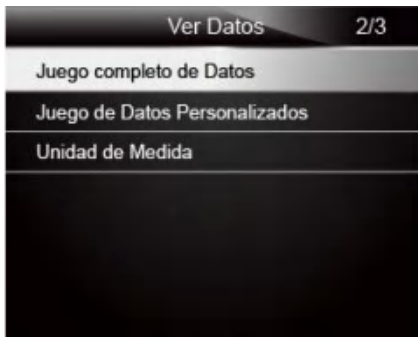 Ver Datos 2/3
Juego completo de Datos
Juego de Datos Personalizados
Unidad de Medida